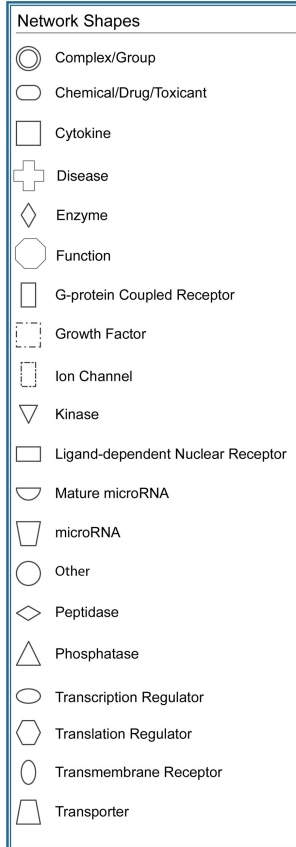 Network Shapes
Complex/Group
Chemical/Drug/Toxicant
Cytokine
Disease
Enzyme
Function
G-protein Coupled Receptor
Growth Factor
Ion Channel
Kinase
Ligand-dependent Nuclear Receptor
Mature microRNA
microRNA
Other
Peptidase
Phosphatase
Transcription Regulator
Translation Regulator
Transmembrane Receptor
Transporter